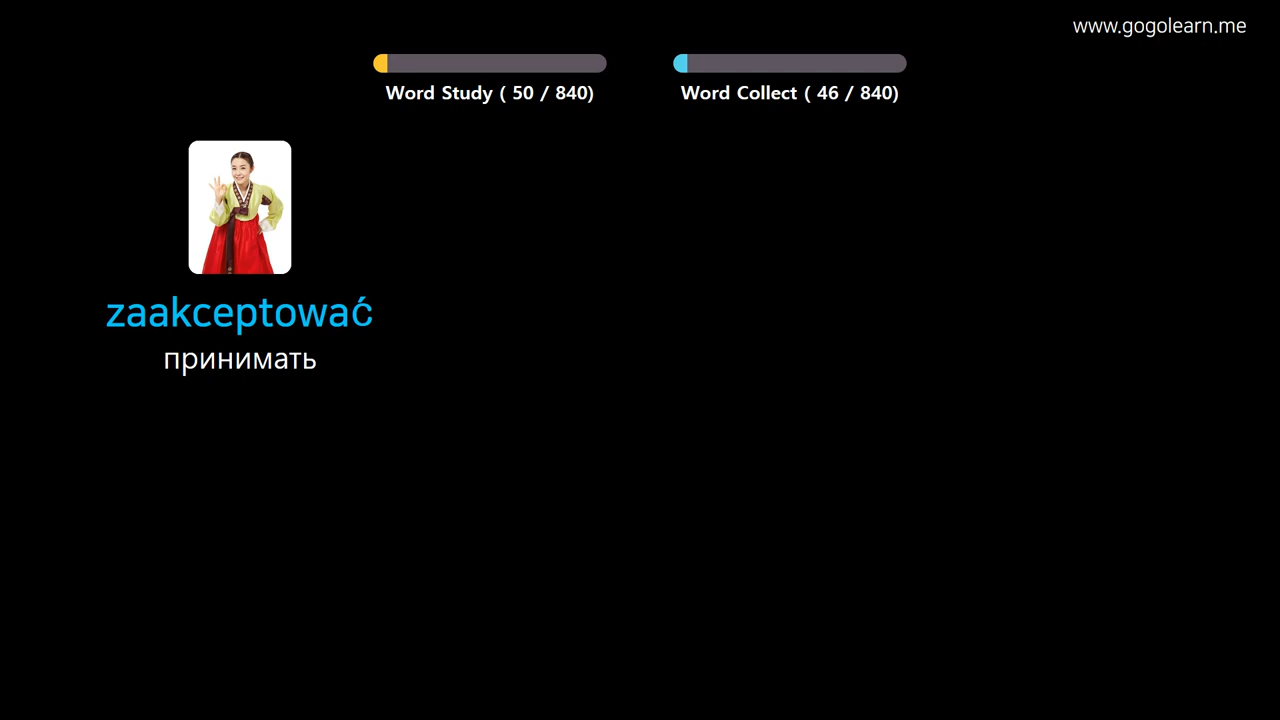 www.gogolearn.me
Word Study ( 50 / 840)
Word Collect ( 46 / 840)
zaakceptować
принимать